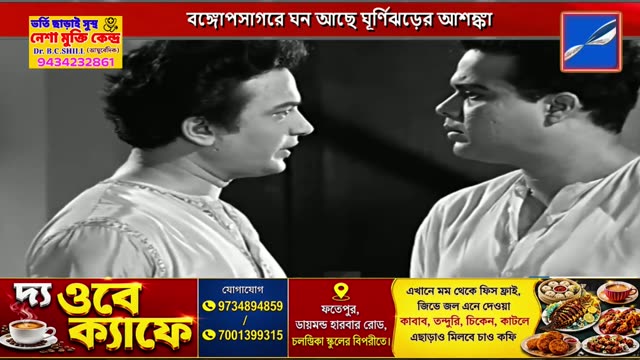 বঙ্গোপসাগরে ঘন আছে ঘূর্ণিঝড়ের আশঙ্কা
ভর্তি ছাড়াই সুস্থ
নেশা মুক্তি কেন্দ্র
Dr. B.C.SHILL (আয়ুর্বেদিক)
9434232861
দ্য ওবে
ক্যাফে
যোগাযোগ
9734894859
/
7001399315
ফতেপুর,
ডায়মন্ড হারবার রোড,
চলন্তিকা স্কুলের বিপরীতে।
এখানে মম থেকে ফিস ফ্রাই,
জিভে জল এনে দেওয়া
কাবাব, তন্দুরি, চিকেন, কাটলে
এছাড়াও মিলবে চাও কফি